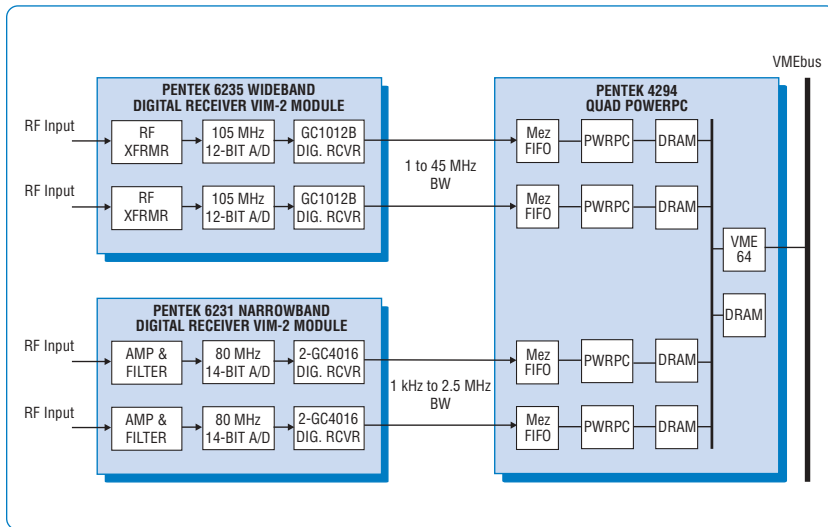 VMEbus
PENTEK 6235 WIDEBAND
DIGITAL RECEIVER VIM-2 MODULE
RF Input
RF
XFRMR
105 MHz
12-BIT A/D
GC1012B
DIG. RCVR
RF Input
RF
XFRMR
105 MHz
12-BIT A/D
GC1012B
DIG. RCVR
1 to 45 MHz
BW
PENTEK 4294
QUAD POWERPC
Mez
FIFO
PWRPC
DRAM
Mez
FIFO
PWRPC
DRAM
VME
64
DRAM
PENTEK 6231 NARROWBAND
DIGITAL RECEIVER VIM-2 MODULE
RF Input
AMP &
FILTER
80 MHz
14-BIT A/D
2-GC4016
DIG. RCVR
RF Input
AMP &
FILTER
80 MHz
14-BIT A/D
2-GC4016
DIG. RCVR
1 kHz to 2.5 MHz
BW
Mez
FIFO
PWRPC
DRAM
Mez
FIFO
PWRPC
DRAM